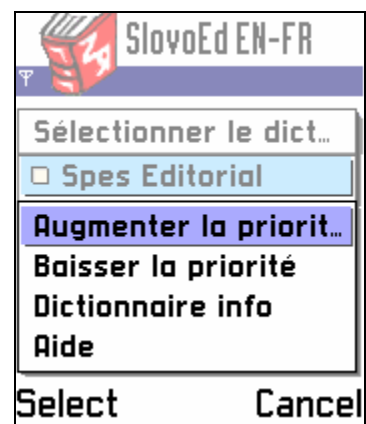 SlovoEd EN-FR
Sélectionner le dict…
Spes Editorial
Augmenter la priorit…
Baisser la priorité
Dictionnaire info
Aide
Select Cancel